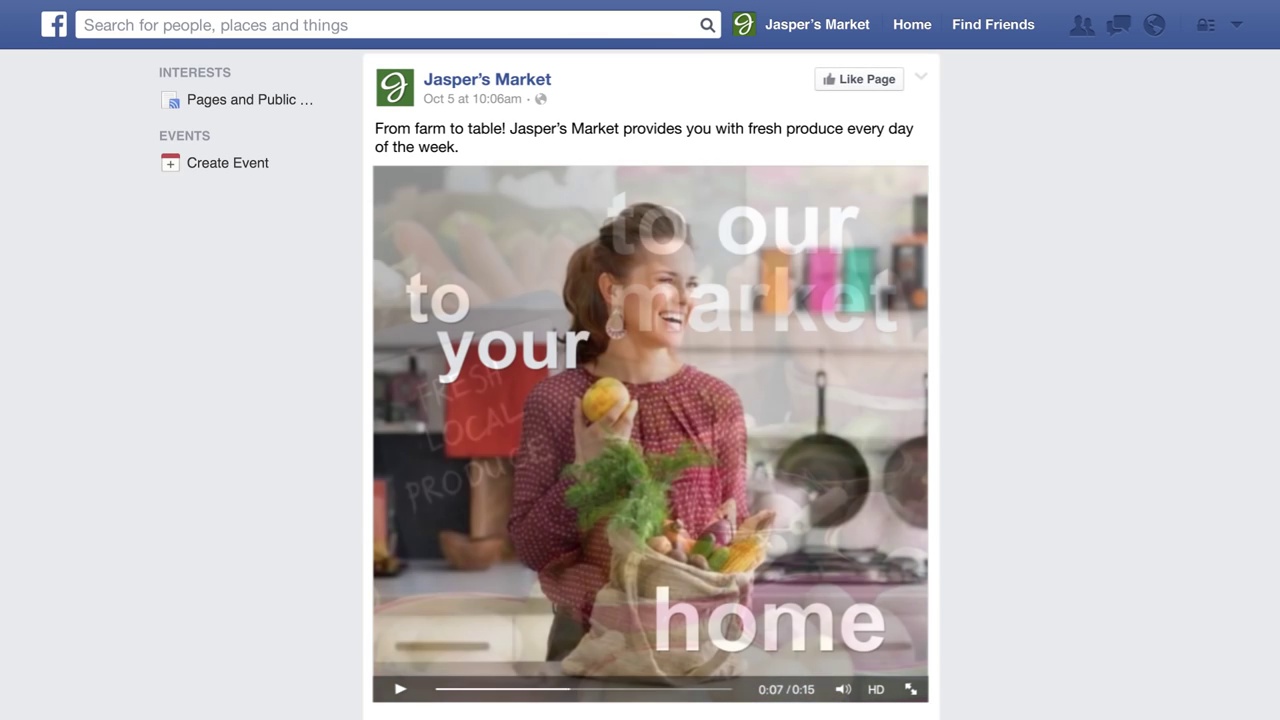 Search for people, places and things
Jasper’s Market
Home
Find Friends
INTERESTS
Pages and Public ...
EVENTS
Create Event
Jasper’s Market
Oct 5 at 10:06am ·
Like Page
From farm to table! Jasper’s Market provides you with fresh produce every day
of the week.
to our
market
to
your
FRESH
LOCAL
PRODUCE
home
0:07 / 0:15
HD